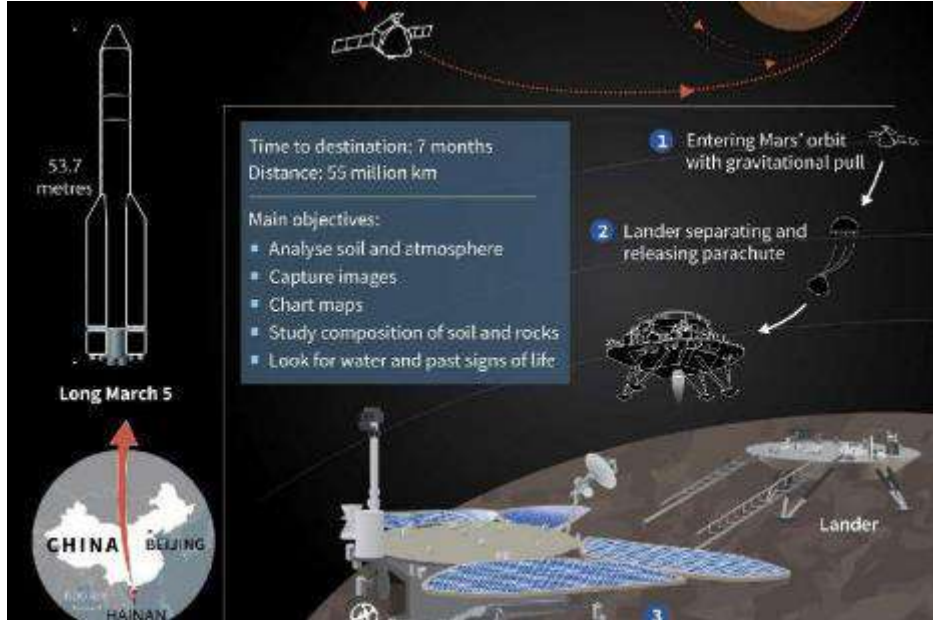 53.7
metres
Long March 5
CHINA
BEIJING
HAINAN
Time to destination: 7 months
Distance: 55 million km
Main objectives:
Analyse soil and atmosphere
Capture images
Chart maps
Study composition of soil and rocks
Look for water and past signs of life
1 Entering Mars' orbit
with gravitational pull
2 Lander separating and
releasing parachute
Lander
3